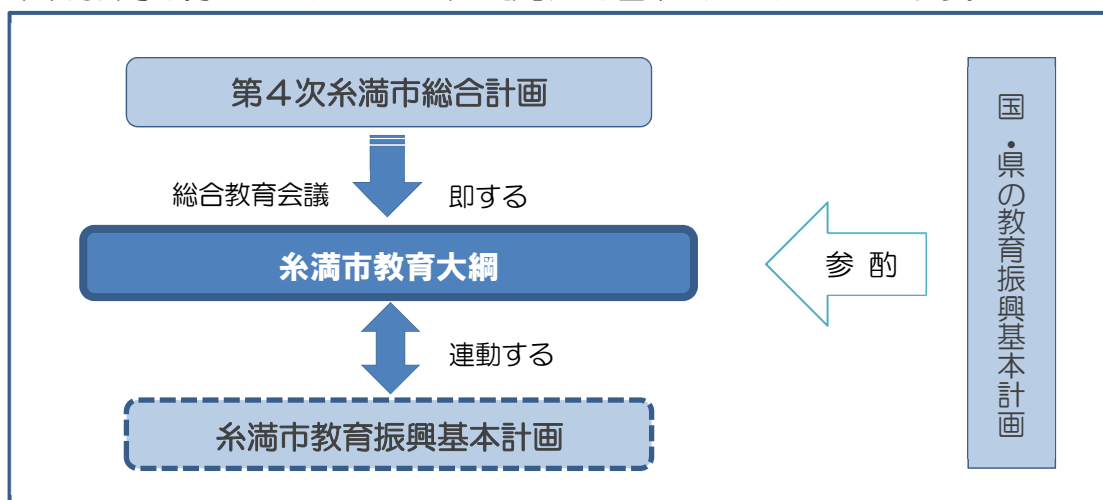 第4次糸満市総合計画
総合教育会議
即する
糸満市教育大綱
参 酌
連動する
糸満市教育振興基本計画
国・県の教育振興基本計画